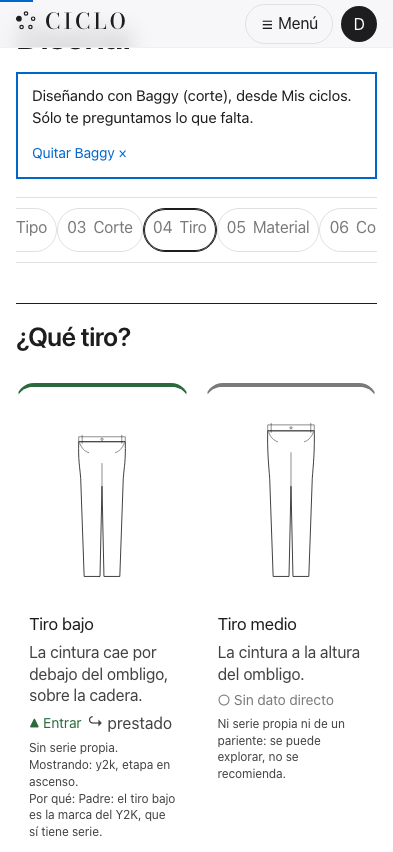 CICLO
≡ Menú
D
Diseñar
Diseñando con Baggy (corte), desde Mis ciclos.
Sólo te preguntamos lo que falta.
Quitar Baggy ×
Tipo
03 Corte
04 Tiro
05 Material
06 Co
¿Qué tiro?
Tiro bajo
La cintura cae por
debajo del ombligo,
sobre la cadera.
▲ Entrar ↪ prestado
Sin serie propia.
Mostrando: y2k, etapa en
ascenso.
Por qué: Padre: el tiro bajo
es la marca del Y2K, que
sí tiene serie.
Tiro medio
La cintura a la altura
del ombligo.
○ Sin dato directo
Ni serie propia ni de un
pariente: se puede
explorar, no se
recomienda.